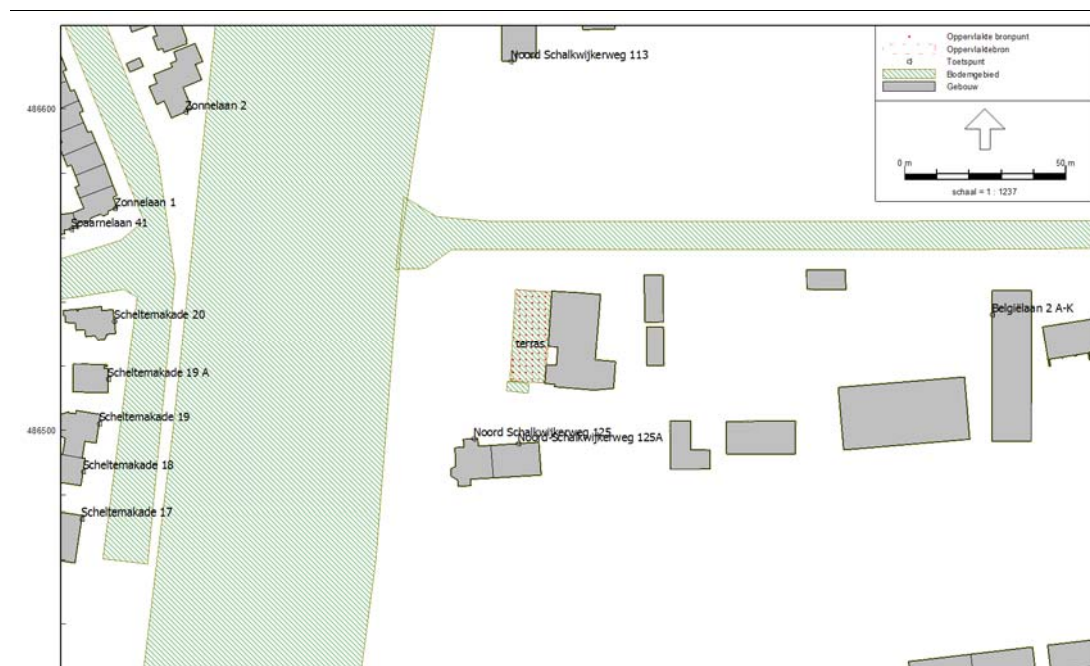 Noord Schalkwijkerweg 113
Oppervlakte bronpunt
Oppervlaktebron
Toetspunt
Bodemgebied
Gebouw
486600
Zonnelaan 2
0 m
50 m
schaal = 1 : 1237
Zonnelaan 1
Spaarnelaan 41
Scheltemakade 20
Belgiëlaan 2 A-K
terras
Scheltemakade 19 A
Scheltemakade 19
486500
Noord Schalkwijkerweg 125
Noord Schalkwijkerweg 125A
Scheltemakade 18
Scheltemakade 17